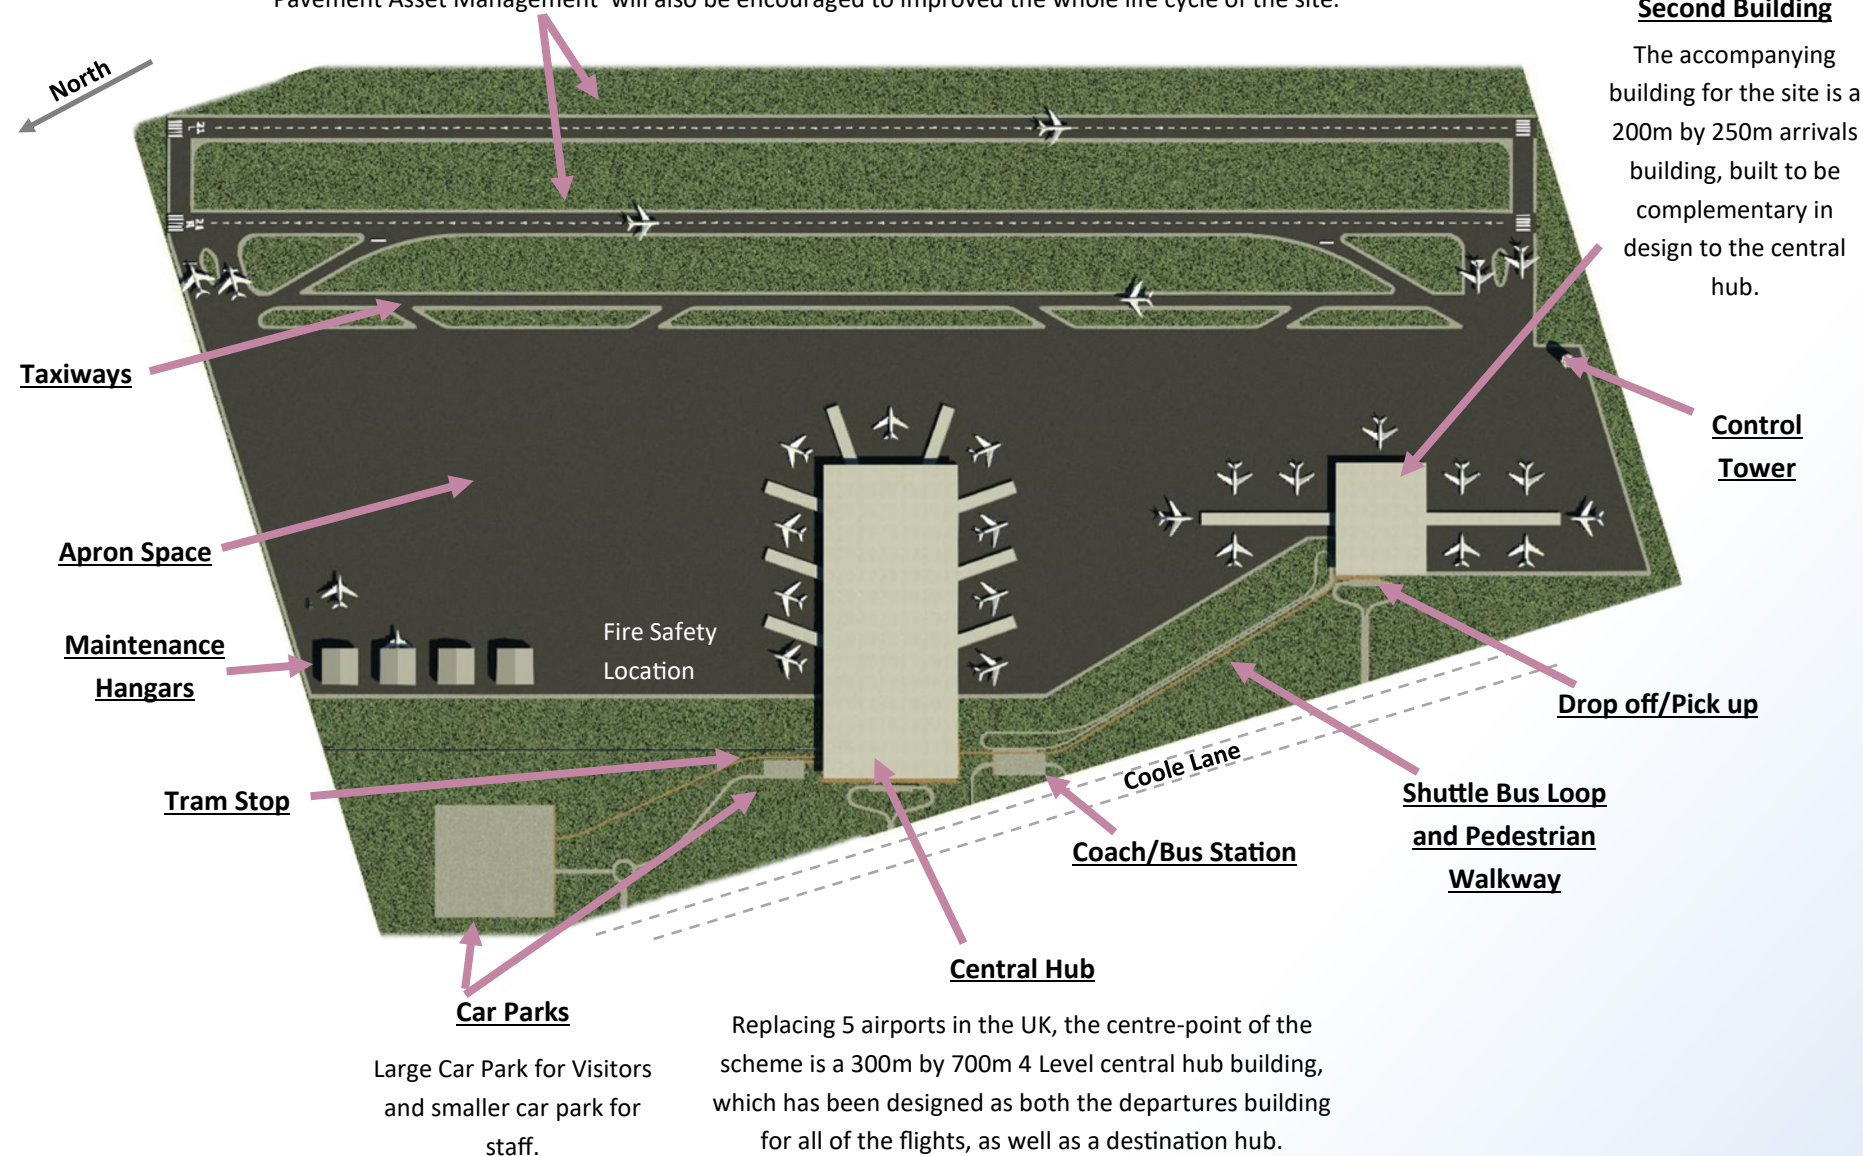 Pavement Asset Management' will also be encouraged to improved the whole life cycle of the site.
Second Building
The accompanying
building for the site is a
200m by 250m arrivals
building, built to be
complementary in
design to the central
hub.
North
Taxiways
Control
Tower
Apron Space
Fire Safety
Location
Maintenance
Hangars
Drop off/Pick up
Coole Lane
Tram Stop
Shuttle Bus Loop
and Pedestrian
Walkway
Coach/Bus Station
Central Hub
Replacing 5 airports in the UK, the centre-point of the
scheme is a 300m by 700m 4 Level central hub building,
which has been designed as both the departures building
for all of the flights, as well as a destination hub.
Car Parks
Large Car Park for Visitors
and smaller car park for
staff.